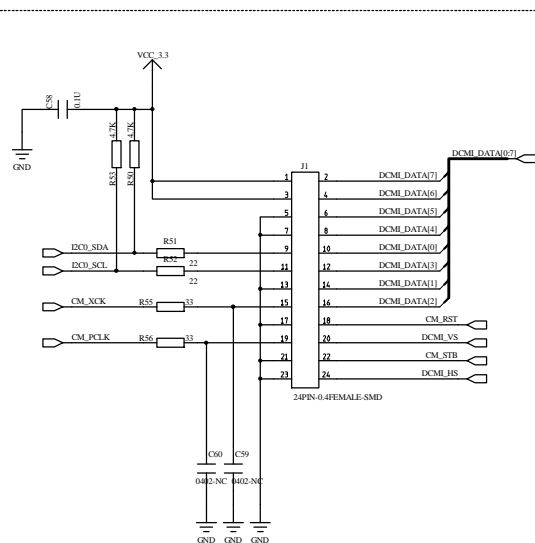 VCC_3.3
C58
0.1U
GND
R53
4.7K
R50
4.7K
J1
DCMI_DATA[0:7]
1
2
DCMI_DATA[7]
3
4
DCMI_DATA[6]
5
6
DCMI_DATA[5]
7
8
DCMI_DATA[4]
I2C0_SDA
R51
22
9
10
DCMI_DATA[0]
I2C0_SCL
R52
22
11
12
DCMI_DATA[3]
13
14
DCMI_DATA[1]
CM_XCK
R55
33
15
16
DCMI_DATA[2]
17
18
CM_RST
CM_PCLK
R56
33
19
20
DCMI_VS
21
22
CM_STB
23
24
DCMI_HS
24PIN-0.4FEMALE-SMD
C60
C59
0402-NC
0402-NC
GND
GND
GND